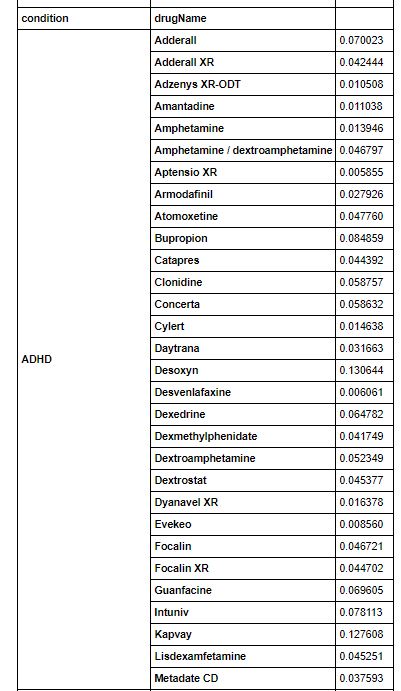 condition drugName
Adderall 0.070023
Adderall XR 0.042444
Adzenys XR-ODT 0.010508
Amantadine 0.011038
Amphetamine 0.013946
Amphetamine / dextroamphetamine 0.046797
Aptensio XR 0.005855
Armodafinil 0.027926
Atomoxetine 0.047760
Bupropion 0.084859
Catapres 0.044392
Clonidine 0.058757
Concerta 0.058632
Cylert 0.014638
Daytrana 0.031663
ADHD
Desoxyn 0.130644
Desvenlafaxine 0.006061
Dexedrine 0.064782
Dexmethylphenidate 0.041749
Dextroamphetamine 0.052349
Dextrostat 0.045377
Dyanavel XR 0.016378
Evekeo 0.008560
Focalin 0.046721
Focalin XR 0.044702
Guanfacine 0.069605
Intuniv 0.078113
Kapvay 0.127608
Lisdexamfetamine 0.045251
Metadate CD 0.037593